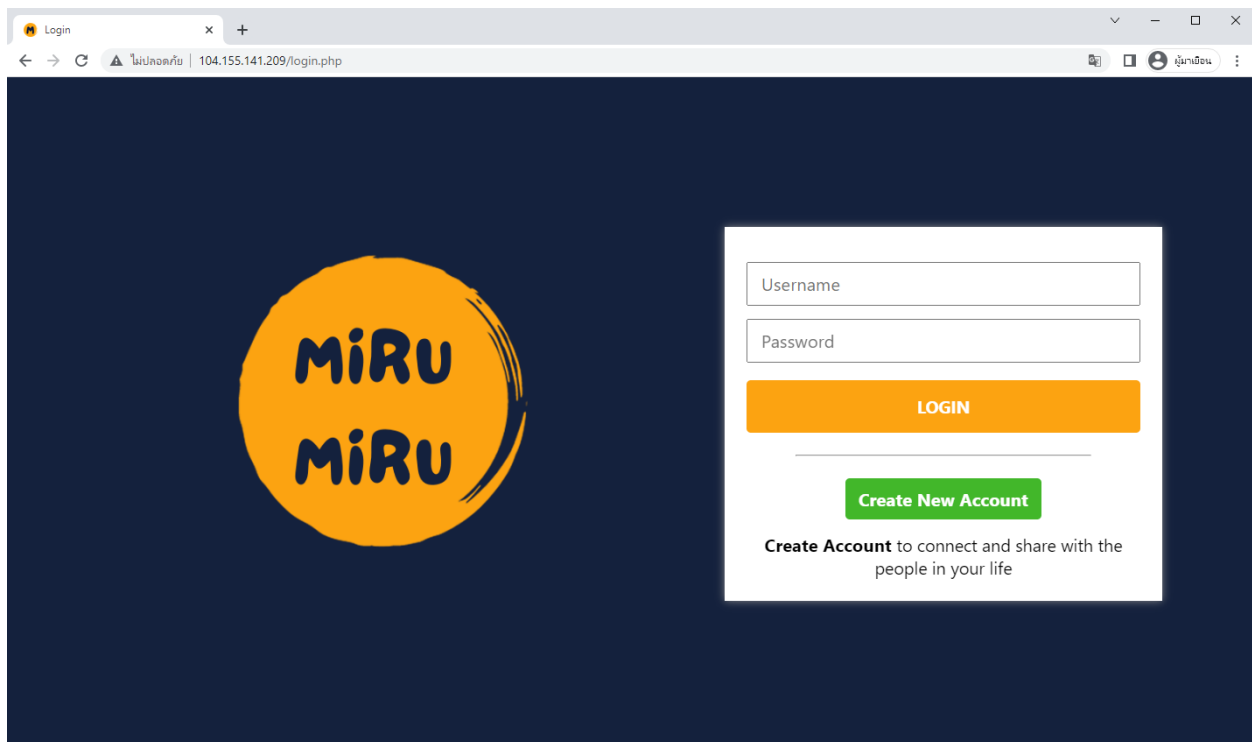 Login
ไม่ปลอดภัย 104.155.141.209/login.php ผู้มาเยือน
MiRU
MiRU
Username
Password
LOGIN
Create New Account
Create Account to connect and share with the
people in your life